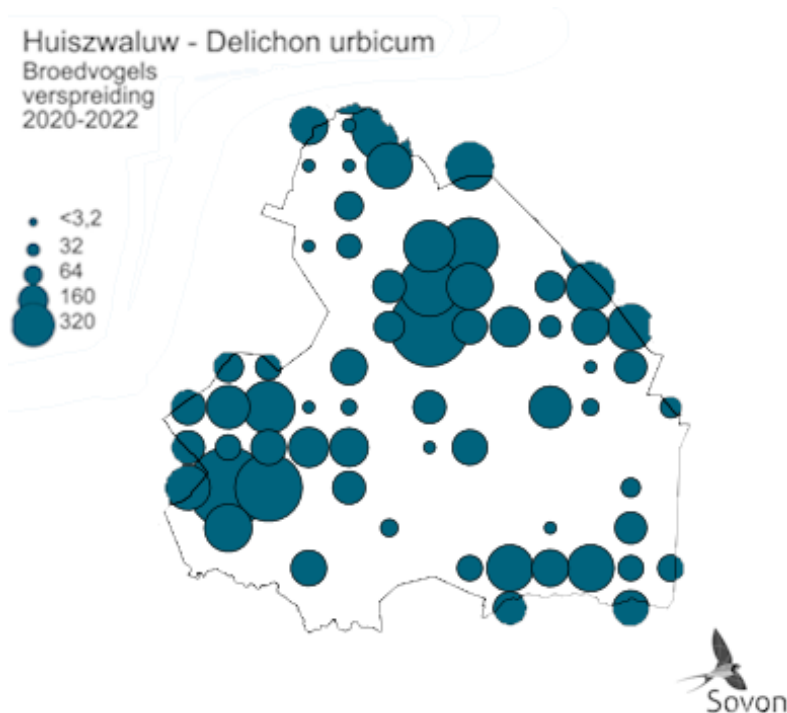 Huiszwaluw - Delichon urbicum
Broedvogels
verspreiding
2020-2022
<3,2
32
64
160
320
Sovon